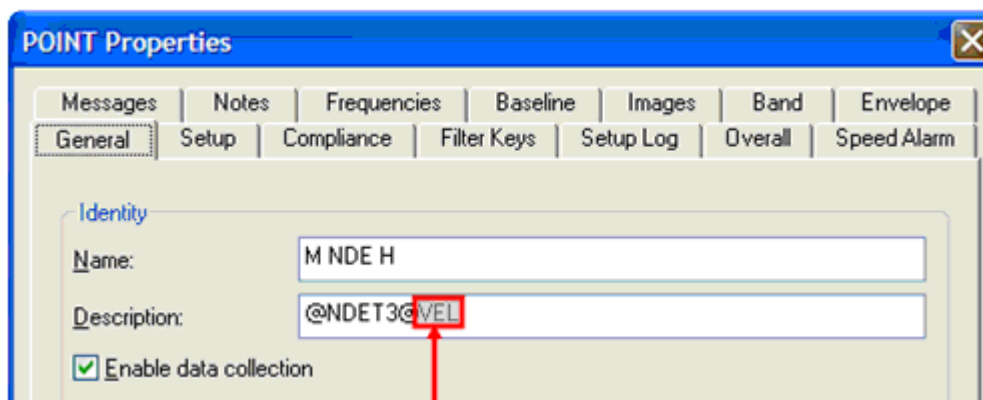 POINT Properties
Messages Notes Frequencies Baseline Images Band Envelope
General Setup Compliance Filter Keys Setup Log Overall Speed Alarm
Identity
Name: M NDE H
Description: @NDET3@VEL
Enable data collection